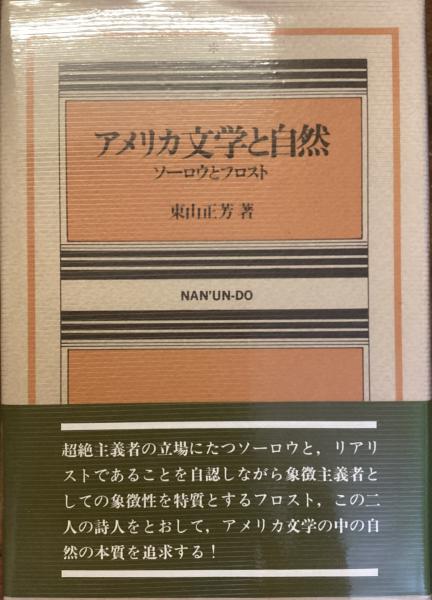 *
アメリカ文学と自然
ソーロウとフロスト
東山正芳 著
NAN'UN-DO
超絶主義者の立場にたつソーロウと，リアリ
ストであることを自認しながら象徴主義者と
しての象徴性を特質とするフロスト，この二
人の詩人をとおして，アメリカ文学の中の自
然の本質を追求する！